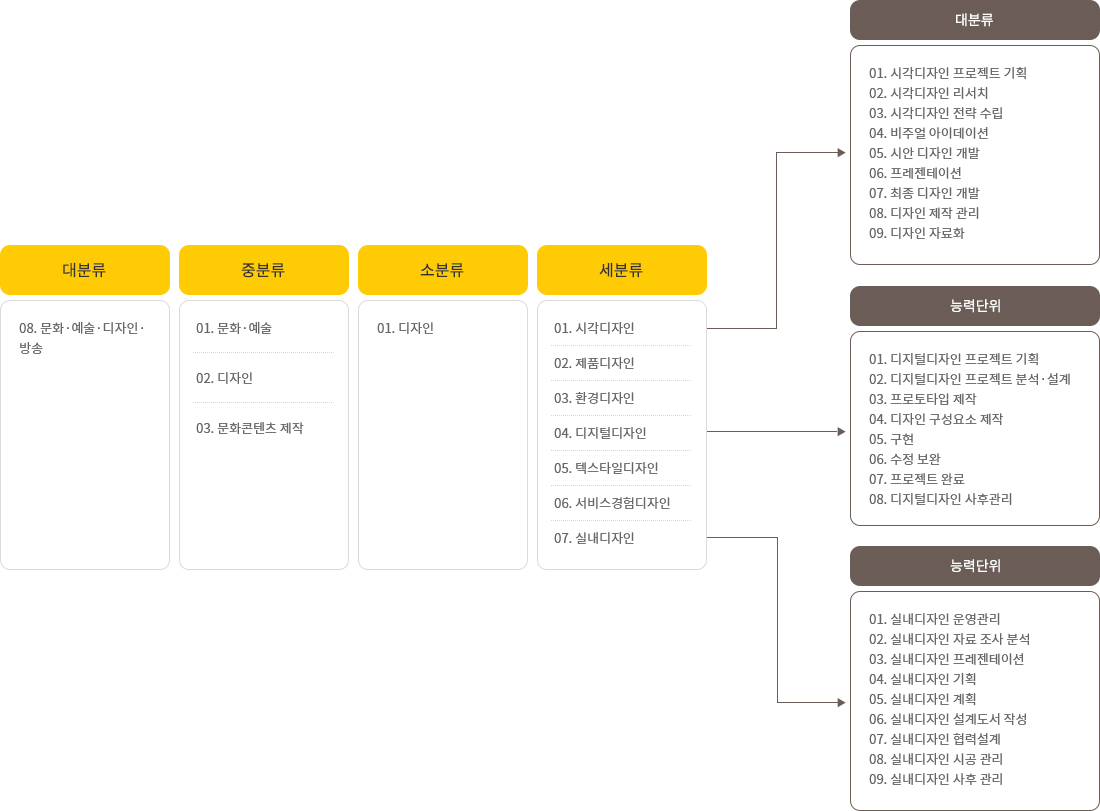 대분류
08. 문화·예술·디자인·
방송
중분류
01. 문화·예술
02. 디자인
03. 문화콘텐츠 제작
소분류
01. 디자인
세분류
01. 시각디자인
02. 제품디자인
03. 환경디자인
04. 디지털디자인
05. 텍스타일디자인
06. 서비스경험디자인
07. 실내디자인
대분류
01. 시각디자인 프로젝트 기획
02. 시각디자인 리서치
03. 시각디자인 전략 수립
04. 비주얼 아이데이션
05. 시안 디자인 개발
06. 프레젠테이션
07. 최종 디자인 개발
08. 디자인 제작 관리
09. 디자인 자료화
능력단위
01. 디지털디자인 프로젝트 기획
02. 디지털디자인 프로젝트 분석·설계
03. 프로토타입 제작
04. 디자인 구성요소 제작
05. 구현
06. 수정 보완
07. 프로젝트 완료
08. 디지털디자인 사후관리
능력단위
01. 실내디자인 운영관리
02. 실내디자인 자료 조사 분석
03. 실내디자인 프레젠테이션
04. 실내디자인 기획
05. 실내디자인 계획
06. 실내디자인 설계도서 작성
07. 실내디자인 협력설계
08. 실내디자인 시공 관리
09. 실내디자인 사후 관리